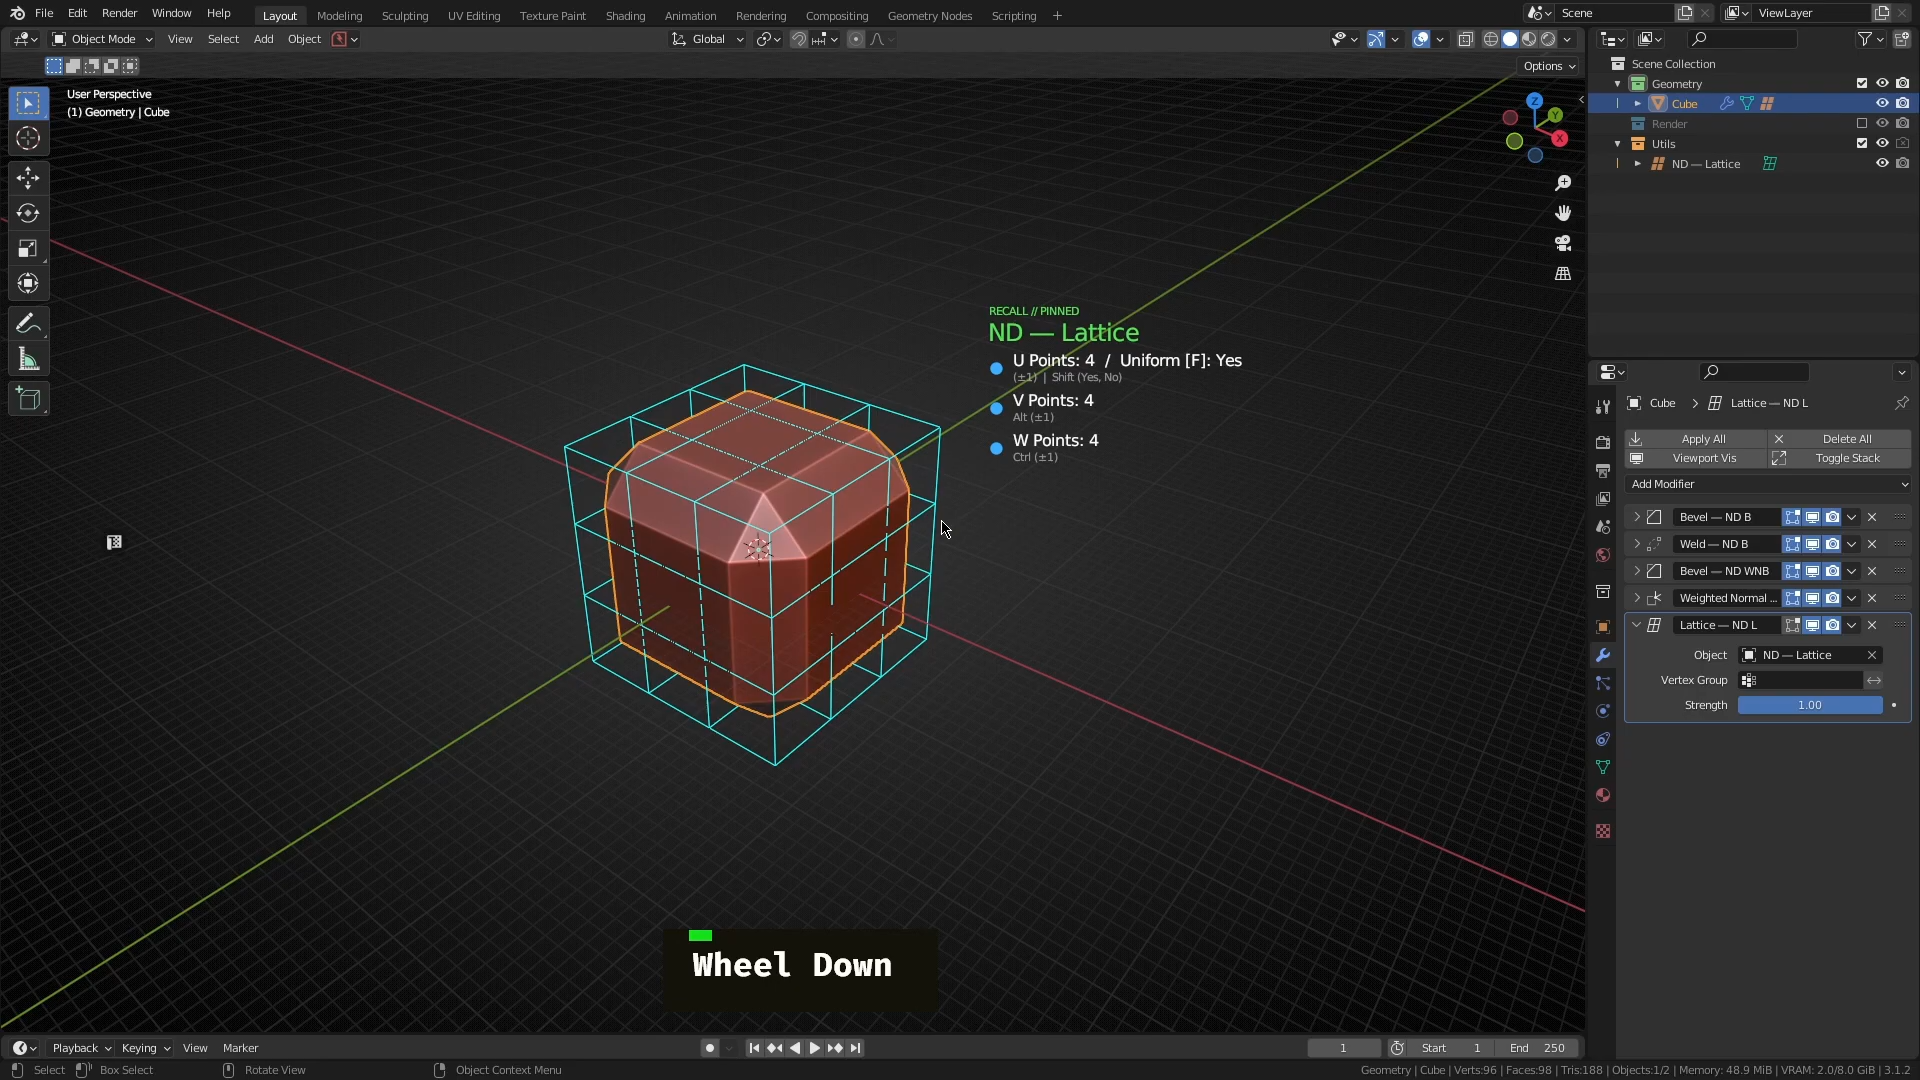 File Edit Render Window Help
Layout Modeling Sculpting UV Editing Texture Paint Shading Animation Rendering Compositing Geometry Nodes Scripting +
Scene ViewLayer
Object Mode View Select Add Object Global
Options
User Perspective
(1) Geometry | Cube
Z
Y
X
Scene Collection
Geometry
Cube
Render
Utils
ND — Lattice
RECALL // PINNED
ND — Lattice
U Points: 4 / Uniform [F]: Yes
(±1) | Shift (Yes, No)
V Points: 4
Alt (±1)
W Points: 4
Ctrl (±1)
Cube > Lattice — ND L
Apply All Delete All
Viewport Vis Toggle Stack
Add Modifier
Bevel — ND B
Weld — ND B
Bevel — ND WNB
Weighted Normal ...
Lattice — ND L
Object ND — Lattice
Vertex Group
Strength 1.00
Wheel Down
Playback Keying View Marker
1 Start 1 End 250
Select Box Select Rotate View Object Context Menu
Geometry | Cube | Verts:96 | Faces:98 | Tris:188 | Objects:1/2 | Memory: 48.9 MiB | VRAM: 2.0/8.0 GiB | 3.1.2